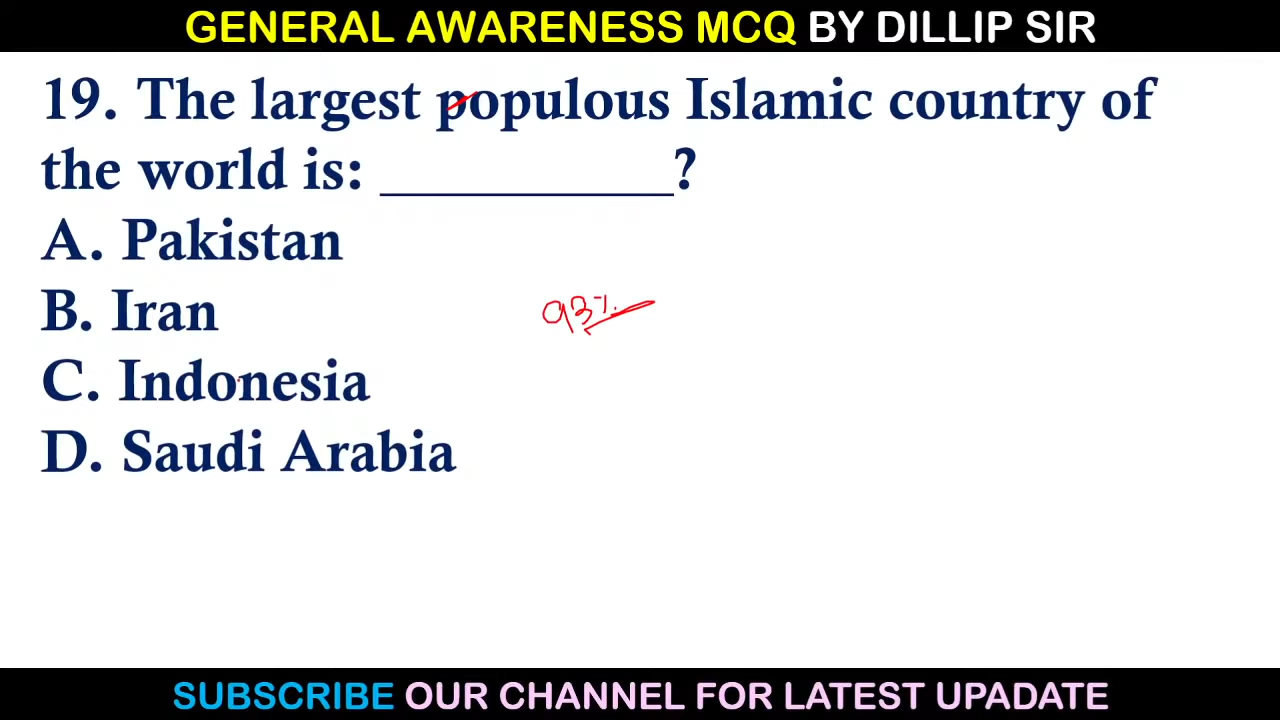 GENERAL AWARENESS MCQ BY DILLIP SIR
19. The largest populous Islamic country of
the world is: __________?
A. Pakistan
B. Iran
93%
C. Indonesia
D. Saudi Arabia
SUBSCRIBE OUR CHANNEL FOR LATEST UPADATE